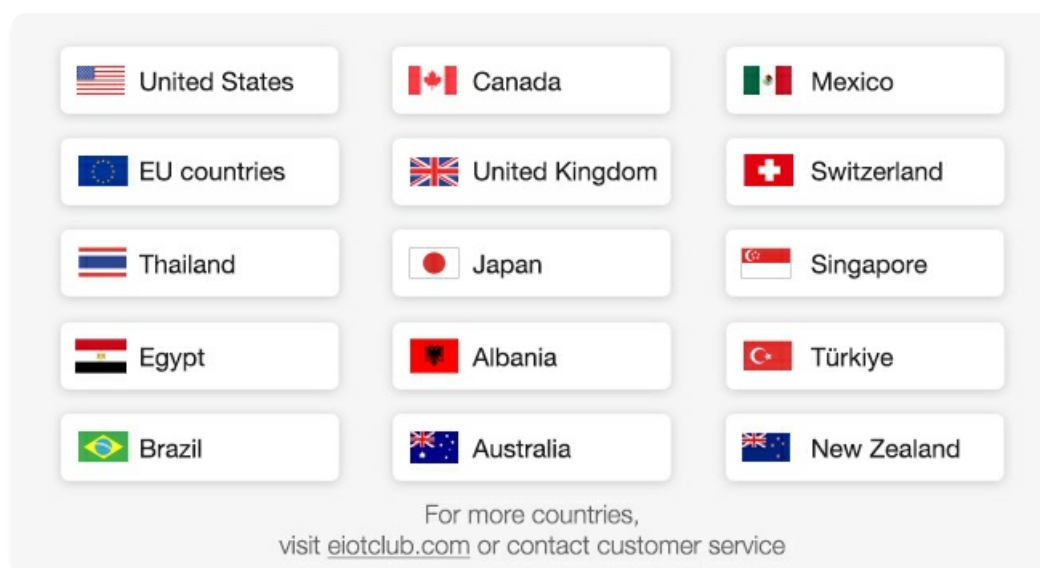 United States
Canada
Mexico
EU countries
United Kingdom
Switzerland
Thailand
Japan
Singapore
Egypt
Albania
Türkiye
Brazil
Australia
New Zealand
For more countries,
visit eiotclub.com or contact customer service